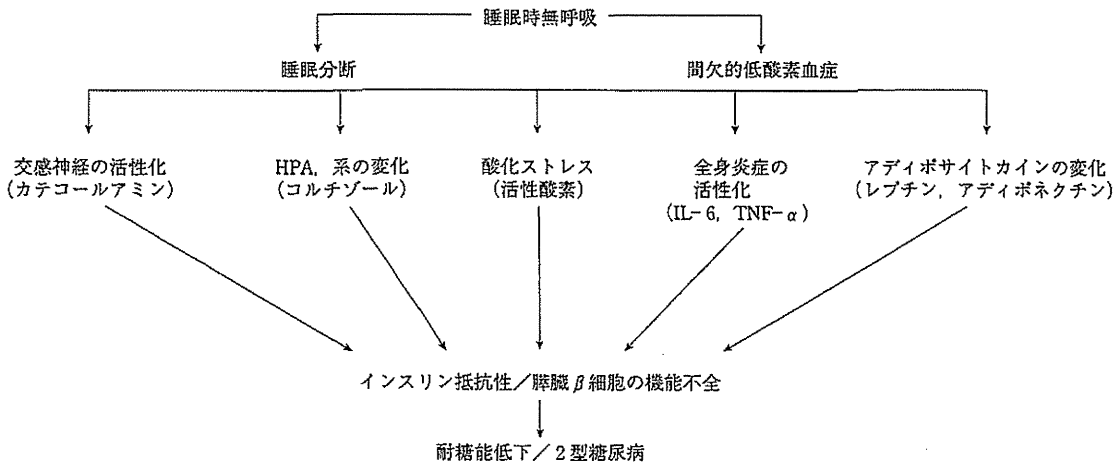 睡眠時無呼吸
睡眠分断
間欠的低酸素血症
交感神経の活性化
(カテコールアミン)
HPA, 系の変化
(コルチゾール)
酸化ストレス
(活性酸素)
全身炎症の
活性化
(IL-6, TNF-α)
アディポサイトカインの変化
(レプチン, アディポネクチン)
インスリン抵抗性/膵臓β細胞の機能不全
耐糖能低下/2型糖尿病